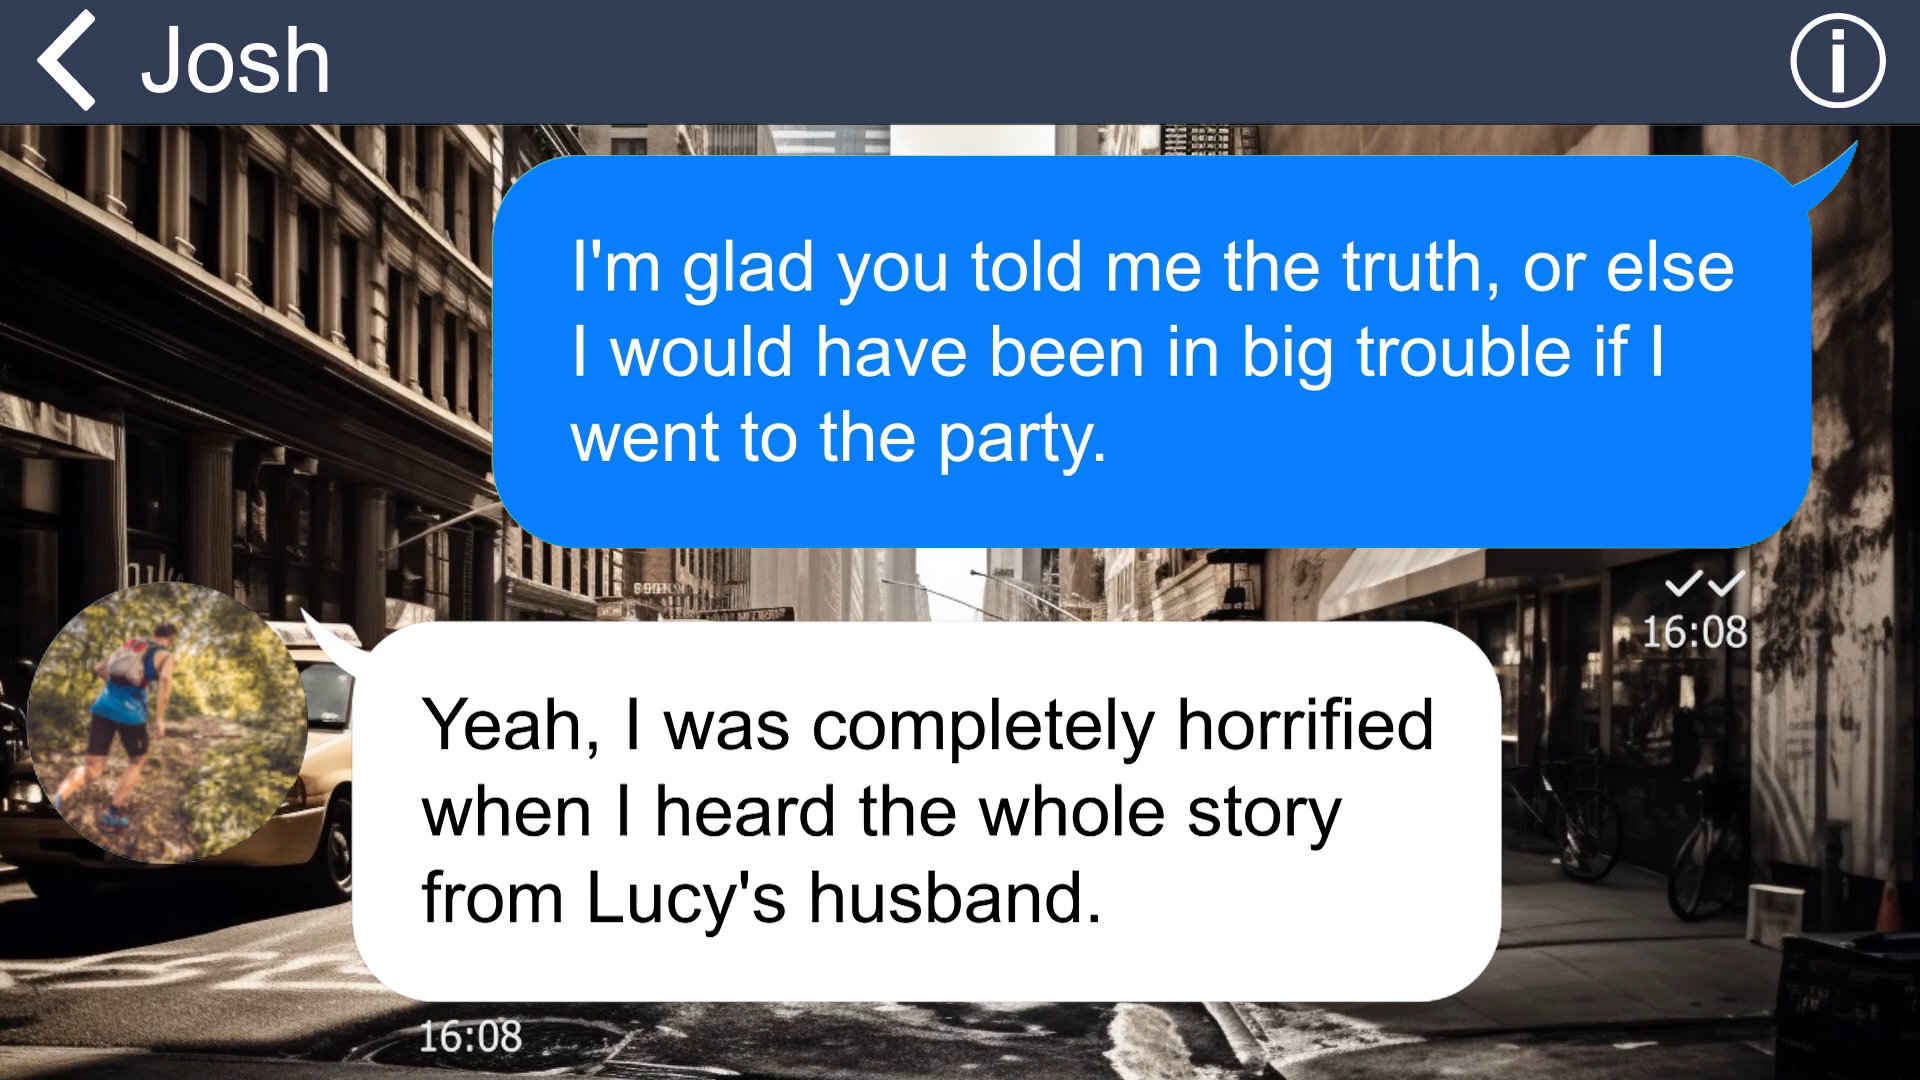 Josh
I'm glad you told me the truth, or else
I would have been in big trouble if I
went to the party.
16:08
Yeah, I was completely horrified
when I heard the whole story
from Lucy's husband.
16:08